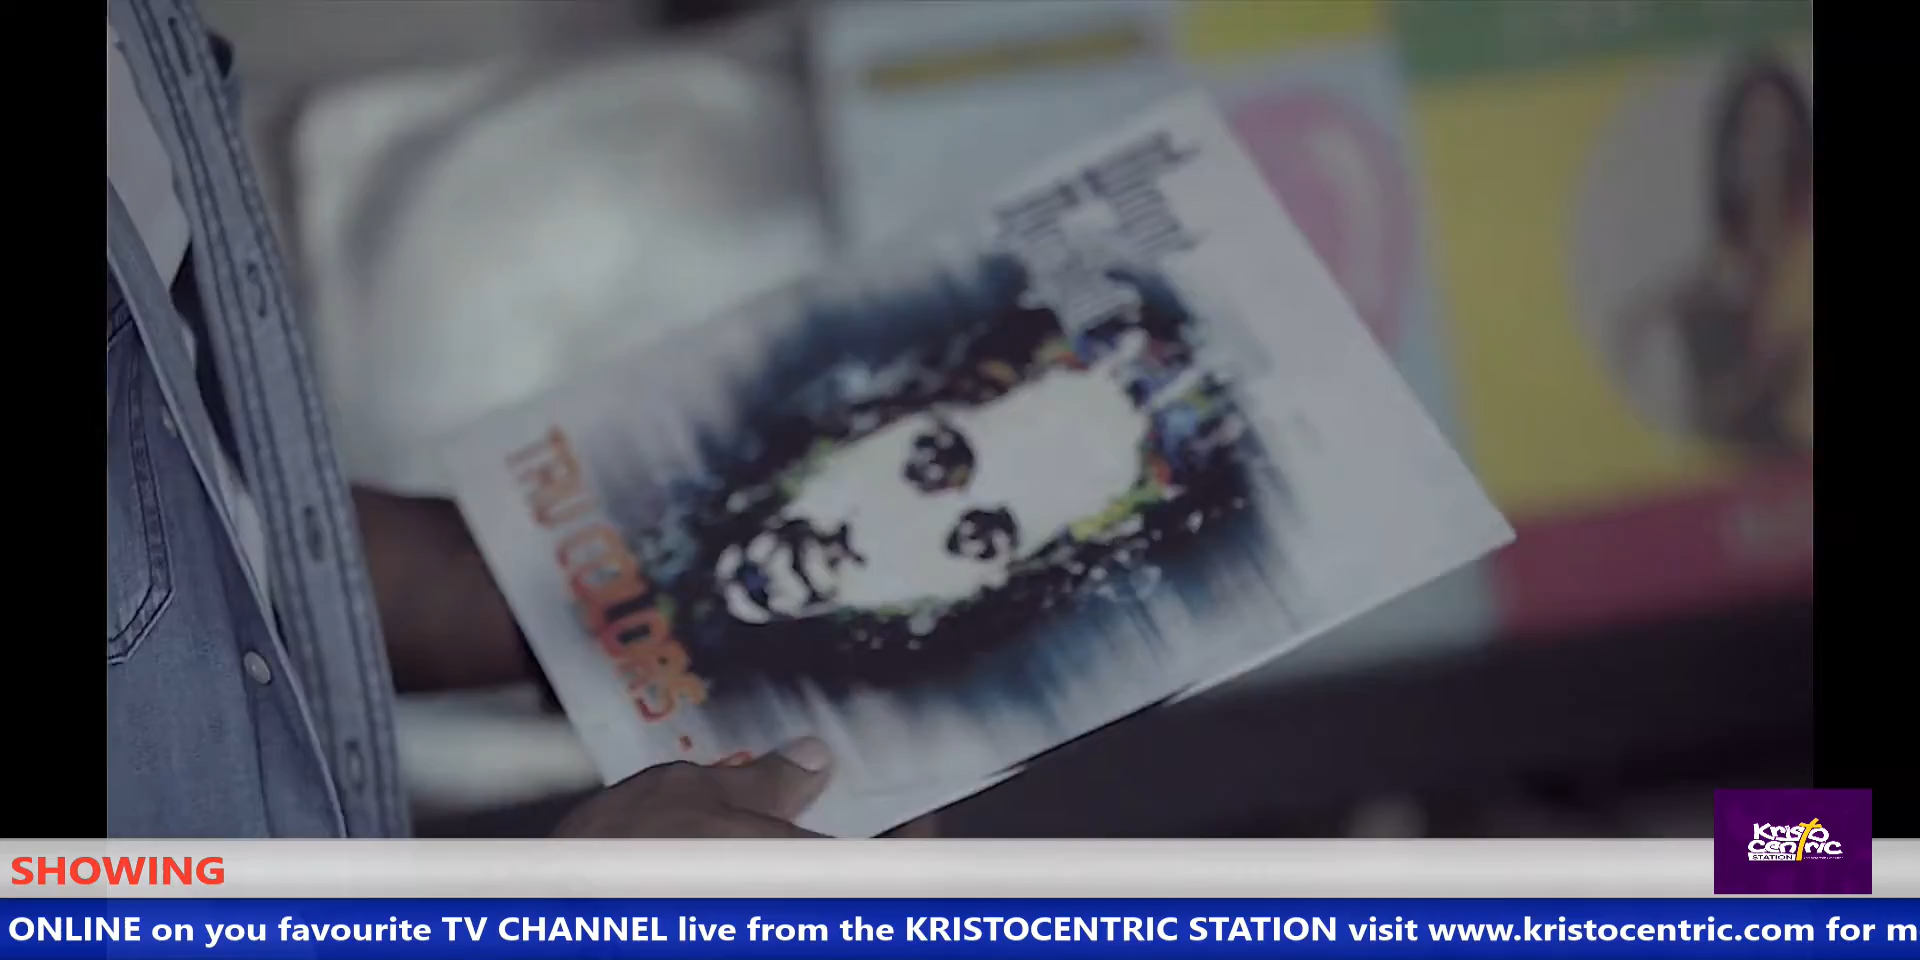 TRU COLORS -
Kristo
Centric
STATION
SHOWING
ONLINE on you favourite TV CHANNEL live from the KRISTOCENTRIC STATION visit www.kristocentric.com for m